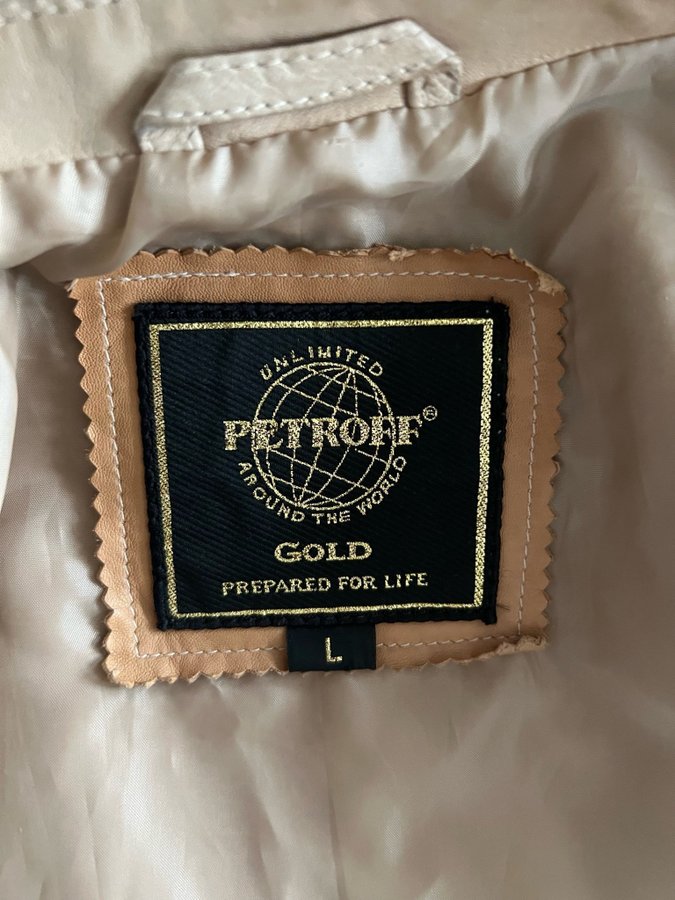 UNLIMITED
PETROFF®
AROUND THE WORLD
GOLD
PREPARED FOR LIFE
L